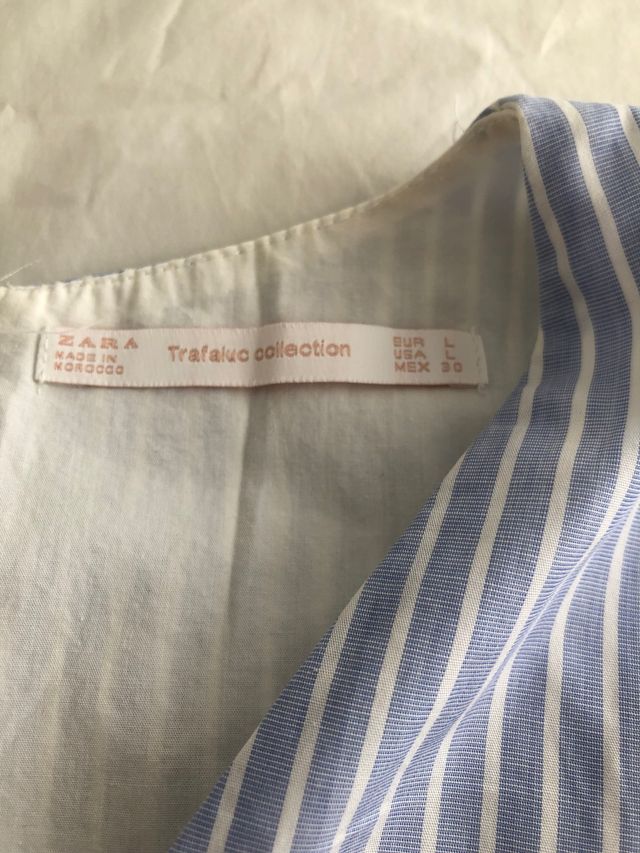 ZARA
MADE IN
MOROCCO
Trafaluc collection
EUR L
USA L
MEX 30